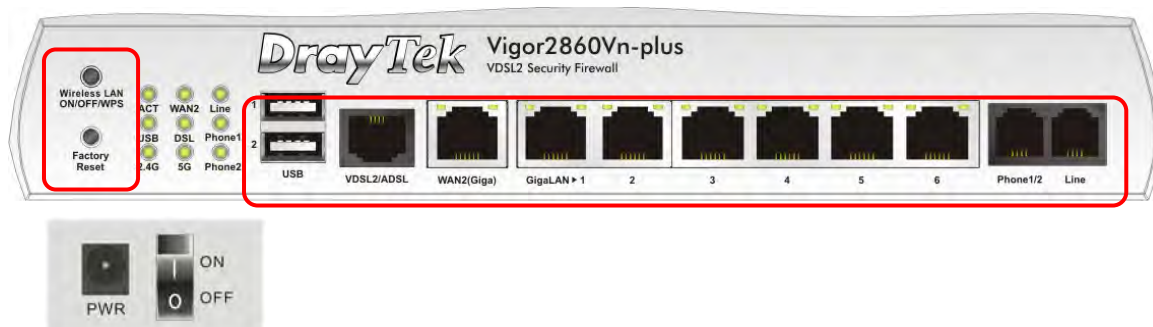 DrayTek Vigor2860Vn-plus
VDSL2 Security Firewall
Wireless LAN
ON/OFF/WPS
ACT WAN2 Line
USB DSL Phone1
2.4G 5G Phone2
Factory
Reset
1
2
USB
VDSL2/ADSL
WAN2(Giga)
GigaLAN ▶ 1 2 3 4 5 6
Phone1/2 Line
PWR
I ON
0 OFF